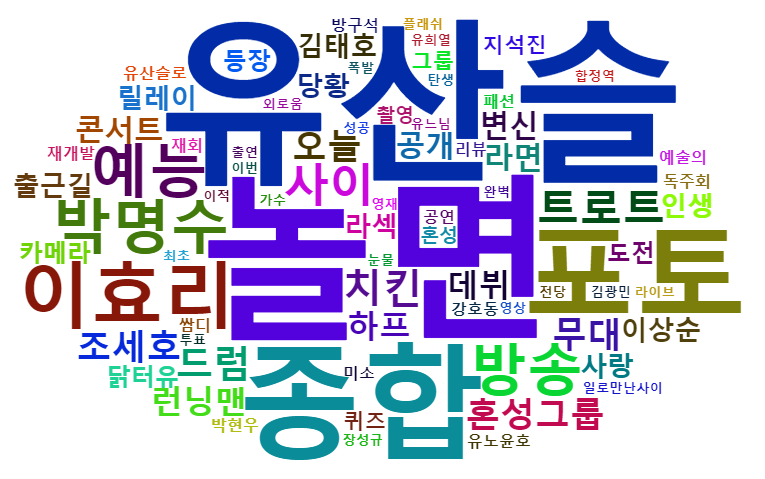 방구석
플래쉬
김태호
유희열
지석진
유산슬
등장
그룹
폭발
유산슬로
당황
탄생
합정역
릴레이
외로움
패션
촬영
변신
콘서트
성공
유느님
재회
오늘
공개
리뷰
라면
재개발
출연
예능
이번
사이
예술의
출근길
독주회
이적
가수
영재
완벽
트로트
인생
박명수
라섹
공연
혼성
카메라
최초
눈물
놀면
도전
포토
이효리
치킨
데뷔
전당
김광민
라이브
쌈디
하프
강호동
영상
무대
이상순
투표
조세호
종합
드럼
미소
방송
사랑
닭터유
런닝맨
일로만난사이
퀴즈
혼성그룹
박현우
장성규
유노윤호